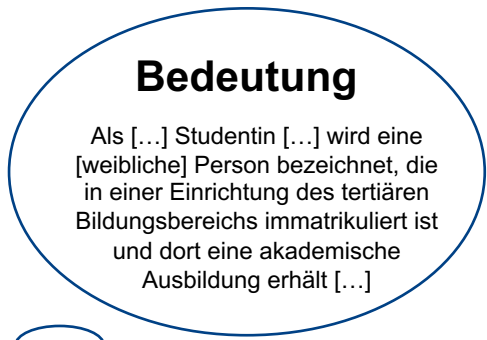 Bedeutung
Als […] Studentin […] wird eine
[weibliche] Person bezeichnet, die
in einer Einrichtung des tertiären
Bildungsbereichs immatrikuliert ist
und dort eine akademische
Ausbildung erhält […]